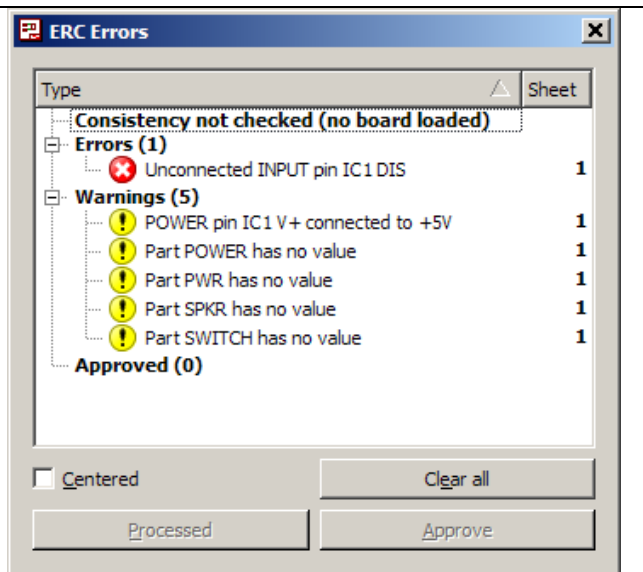 ERC Errors
Type Sheet
Consistency not checked (no board loaded)
Errors (1)
Unconnected INPUT pin IC1 DIS 1
Warnings (5)
POWER pin IC1 V+ connected to +5V 1
Part POWER has no value 1
Part PWR has no value 1
Part SPKR has no value 1
Part SWITCH has no value 1
Approved (0)
Centered Clear all
Processed Approve